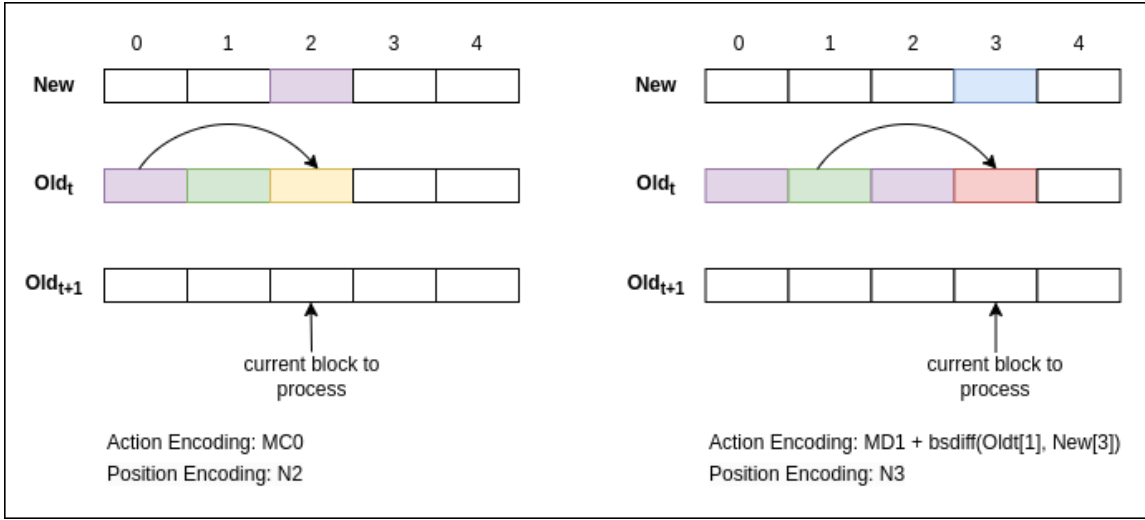 0 1 2 3 4
New
Oldt
Oldt+1
current block to
process
Action Encoding: MC0
Position Encoding: N2
0 1 2 3 4
New
Oldt
Oldt+1
current block to
process
Action Encoding: MD1 + bsdiff(Oldt[1], New[3])
Position Encoding: N3